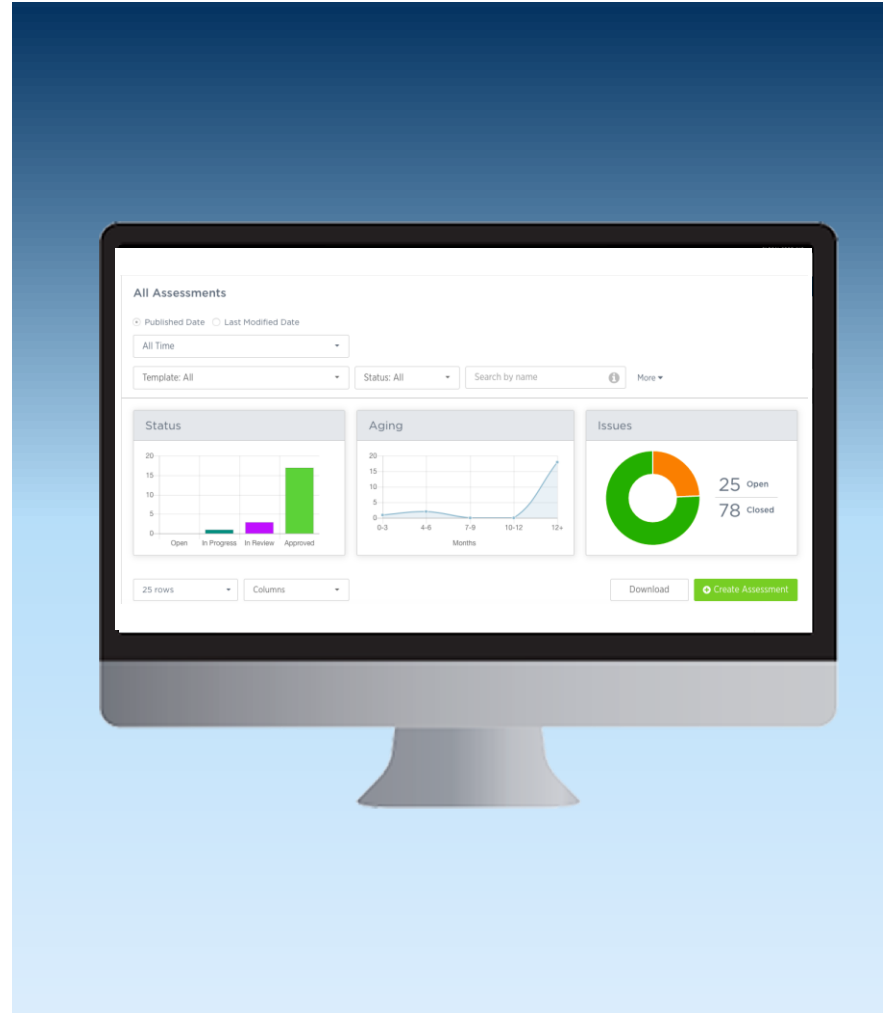 All Assessments
Published Date Last Modified Date
All Time
Template: All Status: All Search by name More
Status Aging Issues
20
15
10
5
0
Open In Progress In Review Approved
20
15
10
5
0
0-3 4-6 7-9 10-12 12+
Months
25 Open
78 Closed
25 rows Columns Download Create Assessment